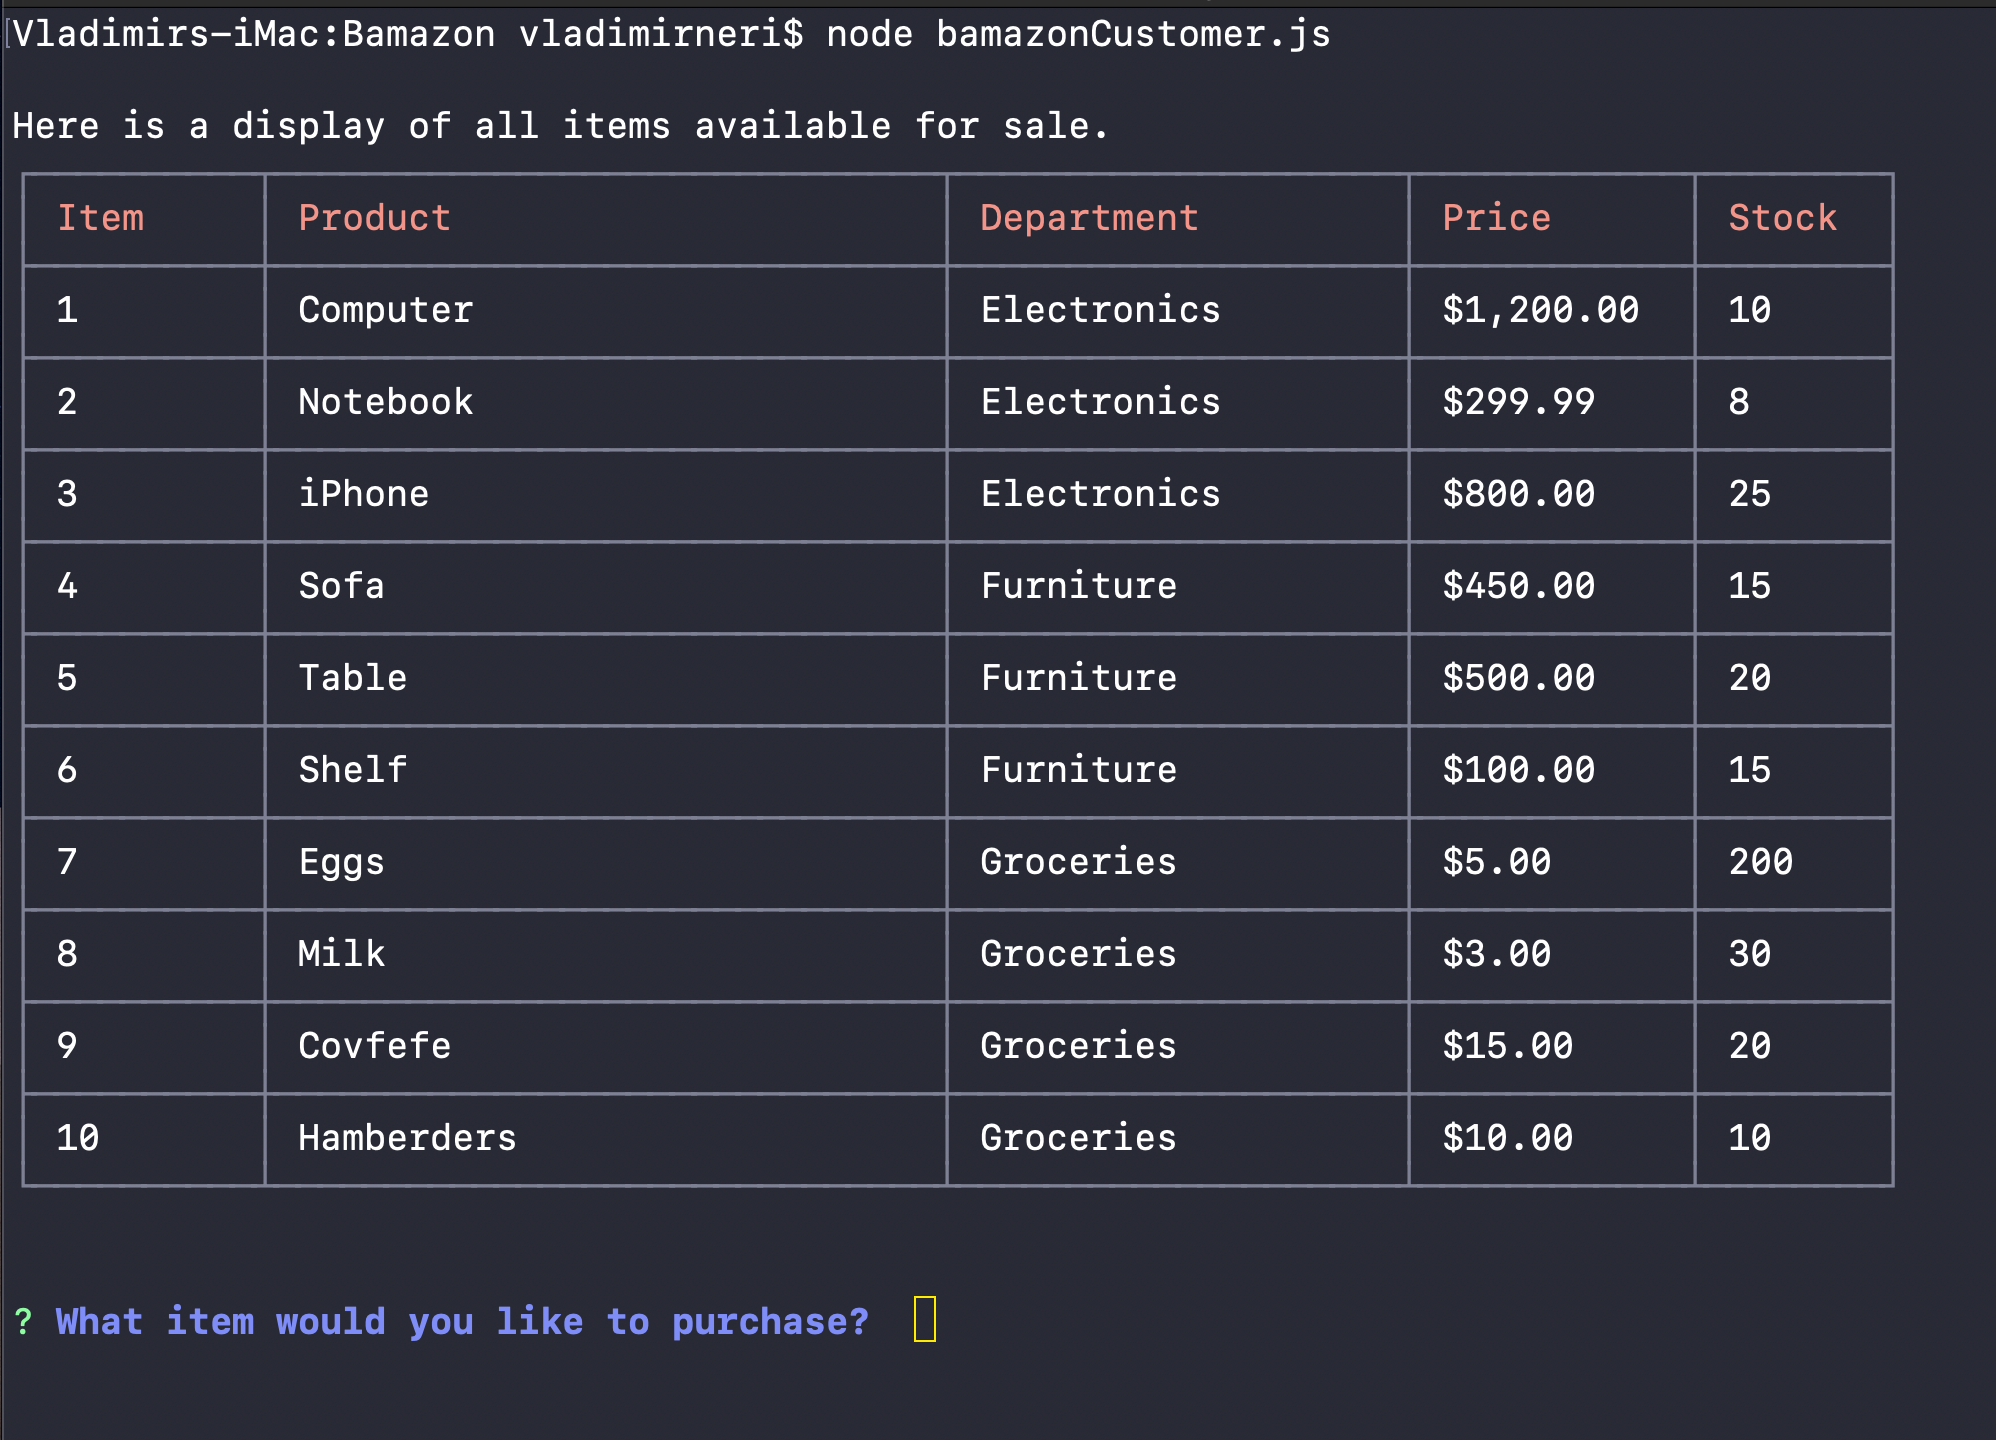 Vladimirs-iMac:Bamazon vladimirneri$ node bamazonCustomer.js
Here is a display of all items available for sale.
Item Product Department Price Stock
1 Computer Electronics $1,200.00 10
2 Notebook Electronics $299.99 8
3 iPhone Electronics $800.00 25
4 Sofa Furniture $450.00 15
5 Table Furniture $500.00 20
6 Shelf Furniture $100.00 15
7 Eggs Groceries $5.00 200
8 Milk Groceries $3.00 30
9 Covfefe Groceries $15.00 20
10 Hamberders Groceries $10.00 10
? What item would you like to purchase?